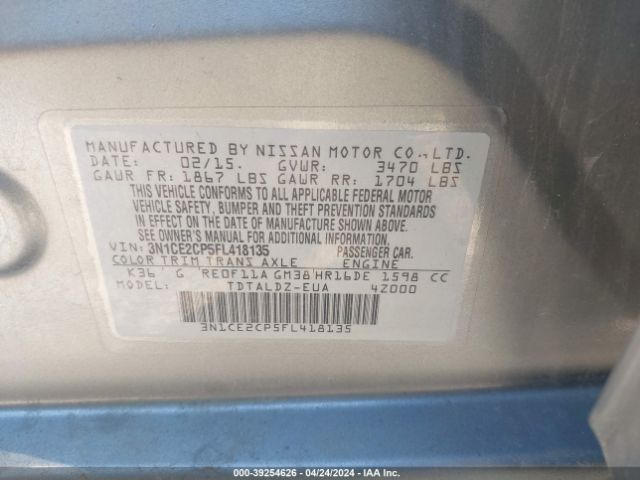 MANUFACTURED BY NISSAN MOTOR CO.,LTD.
DATE: 02/15. GVWR: 3470 LBS
GAWR FR: 1867 LBS GAWR RR: 1704 LBS
THIS VEHICLE CONFORMS TO ALL APPLICABLE FEDERAL MOTOR
VEHICLE SAFETY, BUMPER AND THEFT PREVENTION STANDARDS
IN EFFECT ON THE DATE OF MANUFACTURE SHOWN ABOVE.
SEE OWNER'S MANUAL FOR ADDITIONAL INFORMATION
VIN: 3N1CE2CP5FL418135 PASSENGER CAR.
COLOR TRIM TRANS AXLE ENGINE
K36 G RE0F11A GM38 HR16DE 1598 CC
MODEL: TDTALDZ-EUA 42000
3N1CE2CP5FL418135
000-39254626 - 04/24/2024 - IAAI, Inc.